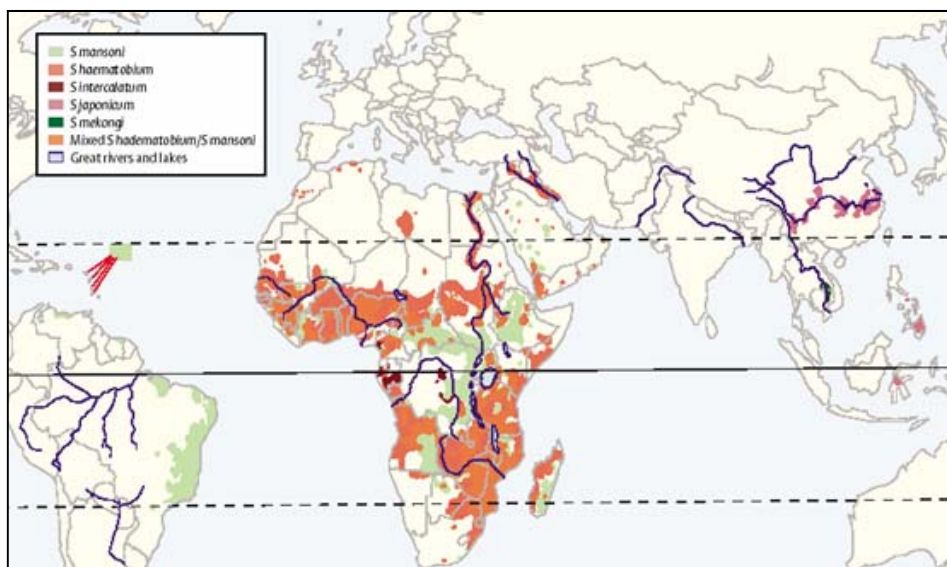 S mansoni
S haematobium
S intercalatum
S japonicum
S mekongi
Mixed S hadematobium/S mansoni
Great rivers and lakes